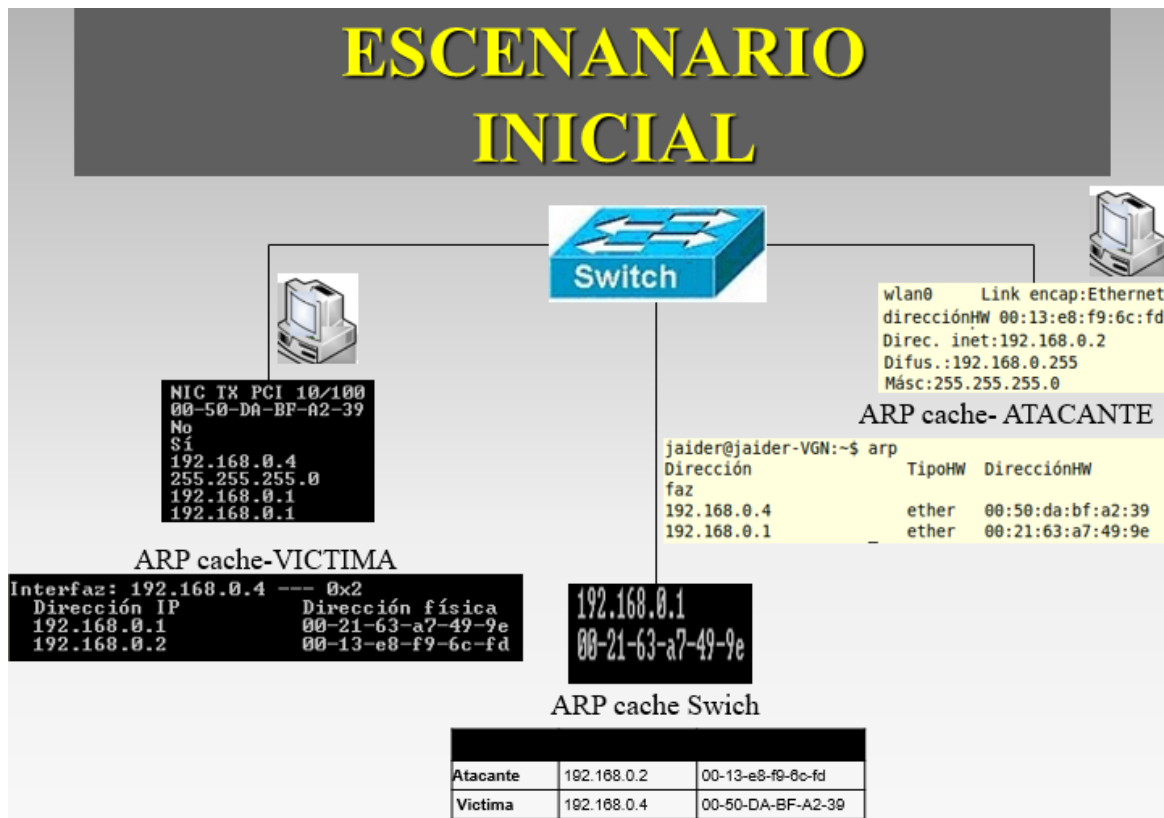 ESCENANARIO
INICIAL
Switch
wlan0 Link encap:Ethernet
direcciónHW 00:13:e8:f9:6c:fd
Direc. inet:192.168.0.2
Difus.:192.168.0.255
Másc:255.255.255.0
ARP cache- ATACANTE
jaider@jaider-VGN:~$ arp
Dirección TipoHW DirecciónHW
faz
192.168.0.4 ether 00:50:da:bf:a2:39
192.168.0.1 ether 00:21:63:a7:49:9e
NIC TX PCI 10/100
00-50-DA-BF-A2-39
No
Sí
192.168.0.4
255.255.255.0
192.168.0.1
192.168.0.1
ARP cache-VICTIMA
Interfaz: 192.168.0.4 --- 0x2
Dirección IP Dirección física
192.168.0.1 00-21-63-a7-49-9e
192.168.0.2 00-13-e8-f9-6c-fd
192.168.0.1
00-21-63-a7-49-9e
ARP cache Swich
Atacante 192.168.0.2 00-13-e8-f9-6c-fd
Victima 192.168.0.4 00-50-DA-BF-A2-39